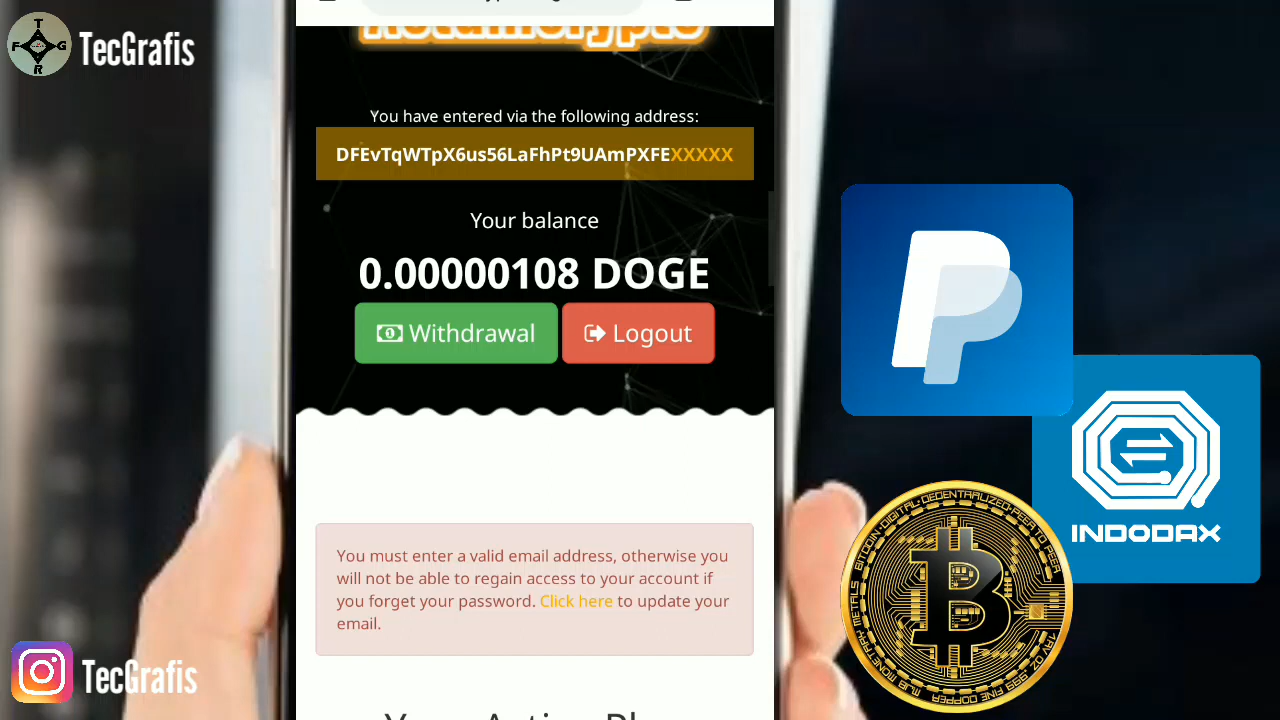 TecGrafis
You have entered via the following address:
DFEvTqWTpX6us56LaFhPt9UAmPXFEXXXXX
Your balance
0.00000108 DOGE
Withdrawal
Logout
You must enter a valid email address, otherwise you
will not be able to regain access to your account if
you forget your password. Click here to update your
email.
INDODAX
TecGrafis